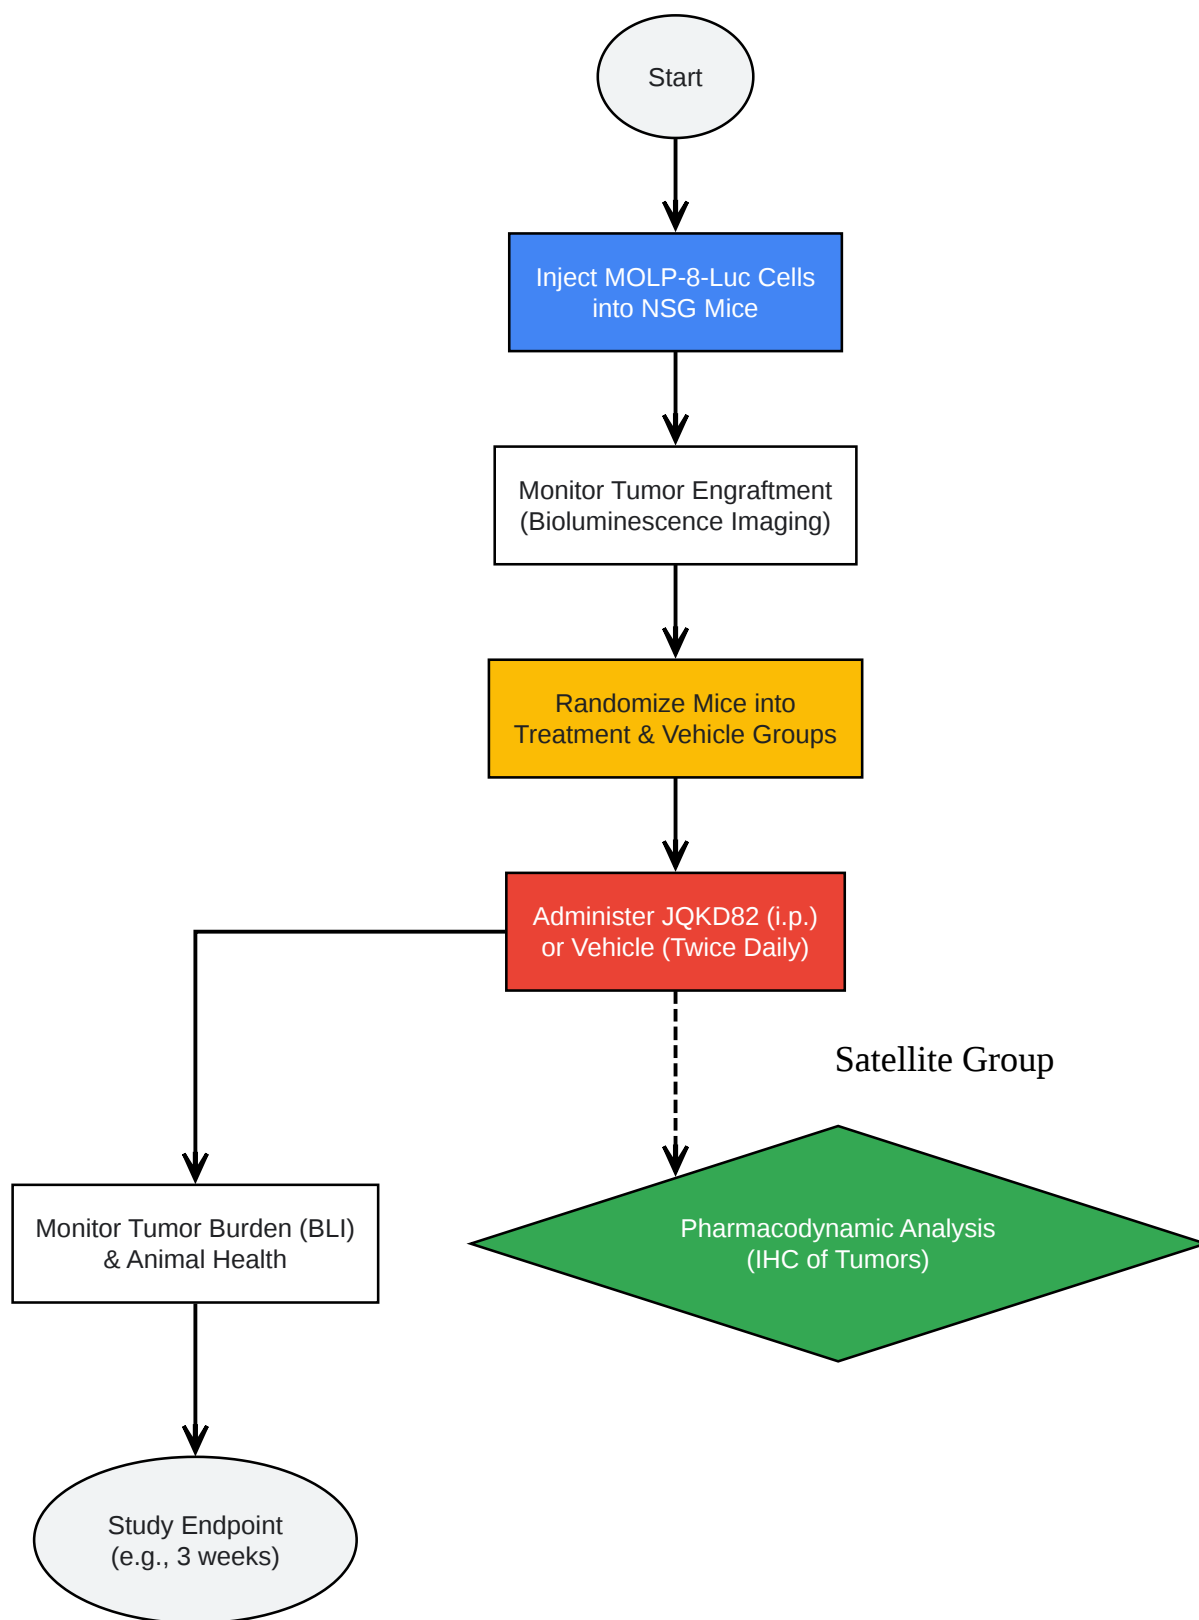 Start
Inject MOLP-8-Luc Cells
into NSG Mice
Monitor Tumor Engraftment
(Bioluminescence Imaging)
Randomize Mice into
Treatment & Vehicle Groups
Administer JQKD82 (i.p.)
or Vehicle (Twice Daily)
Satellite Group
Monitor Tumor Burden (BLI)
& Animal Health
Pharmacodynamic Analysis
(IHC of Tumors)
Study Endpoint
(e.g., 3 weeks)